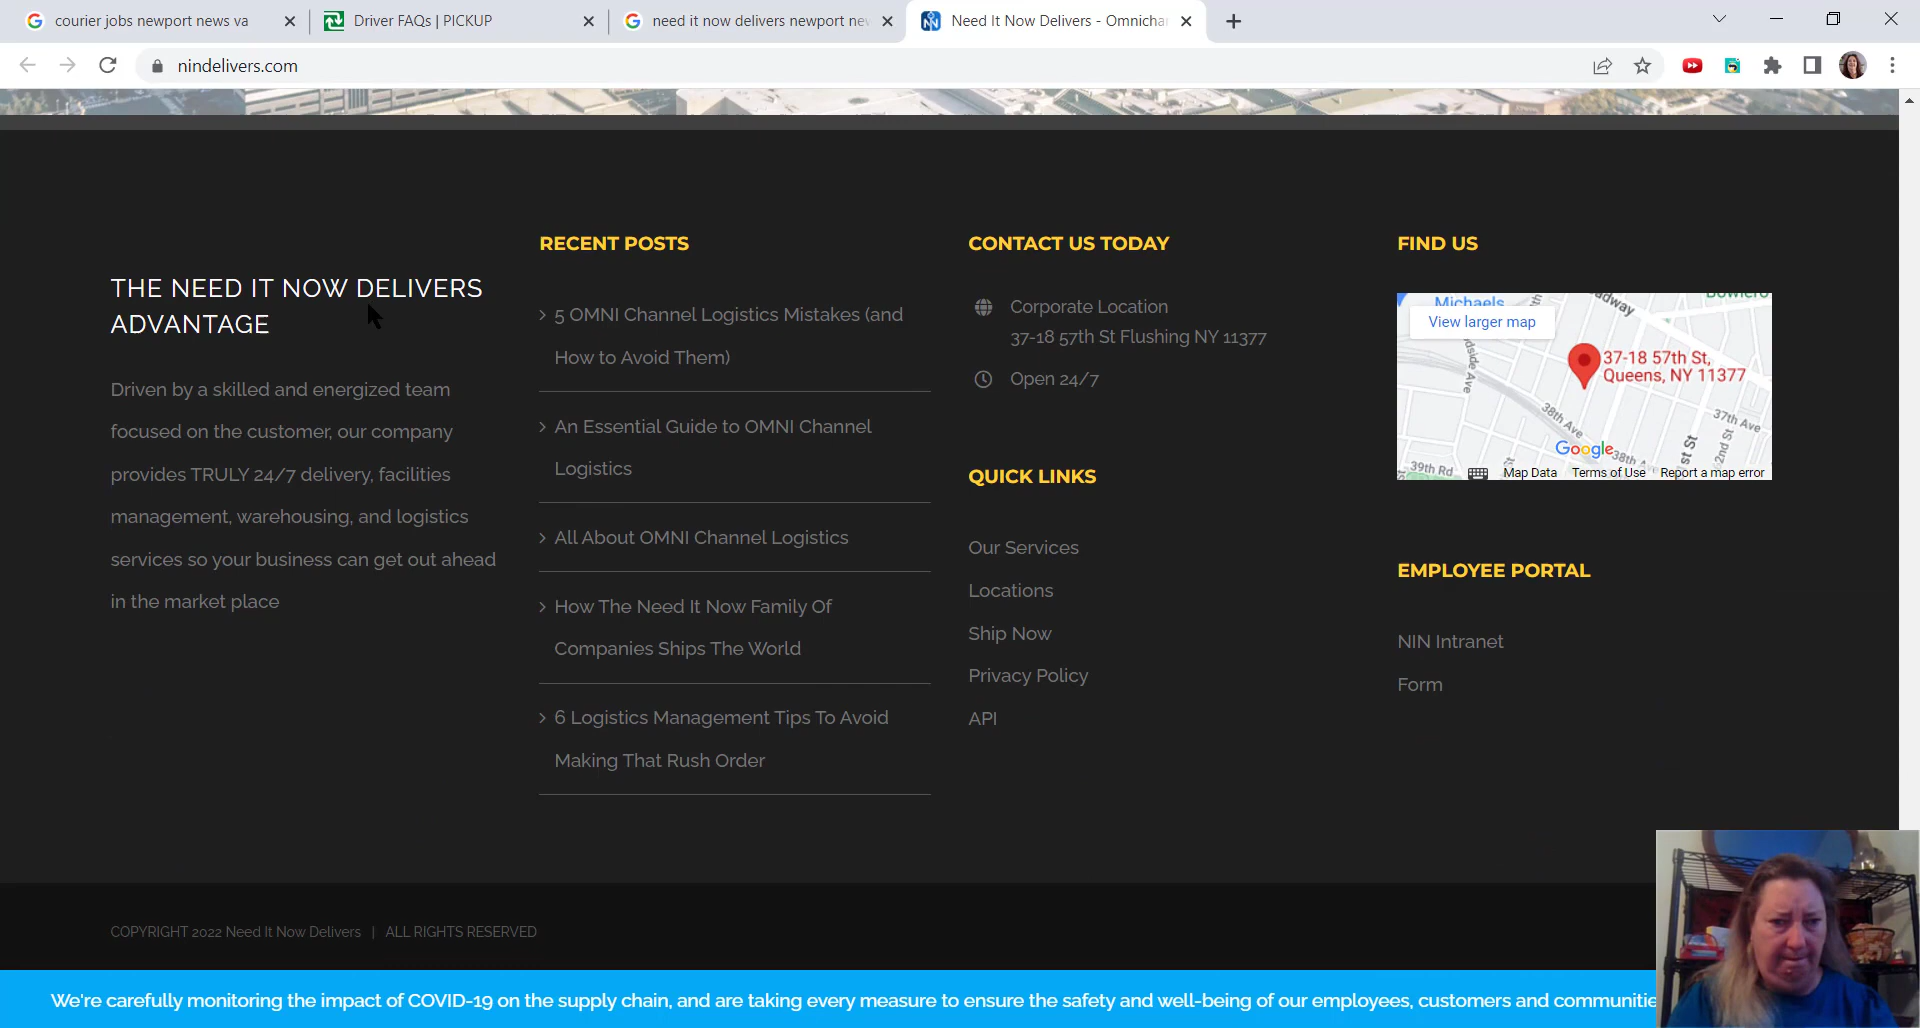 courier jobs newport news va
Driver FAQs | PICKUP
need it now delivers newport nev
Need It Now Delivers - Omnicha
nindelivers.com
THE NEED IT NOW DELIVERS
ADVANTAGE
Driven by a skilled and energized team
focused on the customer, our company
provides TRULY 24/7 delivery, facilities
management, warehousing, and logistics
services so your business can get out ahead
in the market place
RECENT POSTS
5 OMNI Channel Logistics Mistakes (and
How to Avoid Them)
An Essential Guide to OMNI Channel
Logistics
All About OMNI Channel Logistics
How The Need It Now Family Of
Companies Ships The World
6 Logistics Management Tips To Avoid
Making That Rush Order
CONTACT US TODAY
Corporate Location
37-18 57th St Flushing NY 11377
Open 24/7
QUICK LINKS
Our Services
Locations
Ship Now
Privacy Policy
API
FIND US
Michaels
View larger map
37-18 57th St,
Queens, NY 11377
37th Ave
38th Ave
39th Rd
Google
Map Data
Terms of Use
Report a map error
EMPLOYEE PORTAL
NIN Intranet
Form
COPYRIGHT 2022 Need It Now Delivers | ALL RIGHTS RESERVED
We're carefully monitoring the impact of COVID-19 on the supply chain, and are taking every measure to ensure the safety and well-being of our employees, customers and communitie